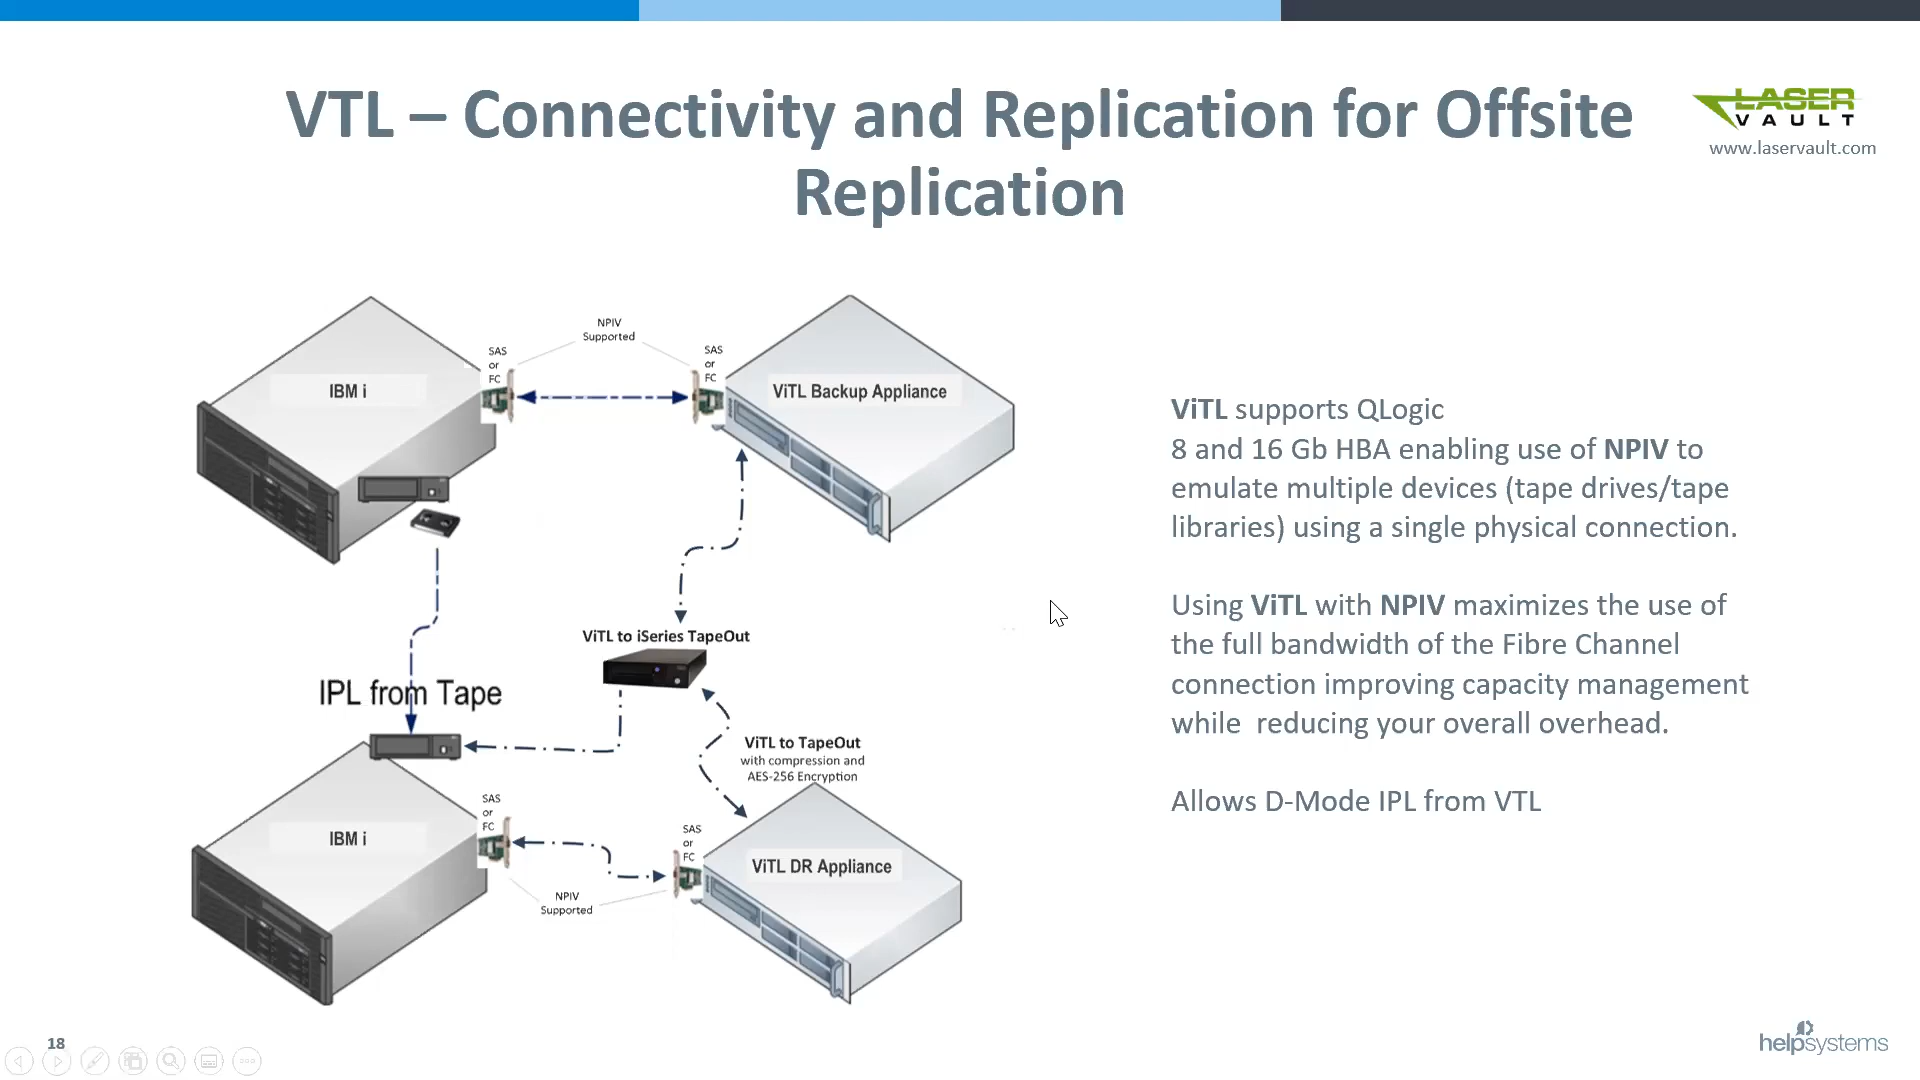 VTL – Connectivity and Replication for Offsite
Replication
LASER
VAULT
www.laservault.com
NPIV
Supported
SAS
or
FC
SAS
or
FC
IBM i
ViTL Backup Appliance
ViTL to iSeries TapeOut
IPL from Tape
ViTL to TapeOut
with compression and
AES-256 Encryption
SAS
or
FC
SAS
or
FC
IBM i
ViTL DR Appliance
NPIV
Supported
ViTL supports QLogic
8 and 16 Gb HBA enabling use of NPIV to
emulate multiple devices (tape drives/tape
libraries) using a single physical connection.
Using ViTL with NPIV maximizes the use of
the full bandwidth of the Fibre Channel
connection improving capacity management
while  reducing your overall overhead.
Allows D-Mode IPL from VTL
18
helpsystems